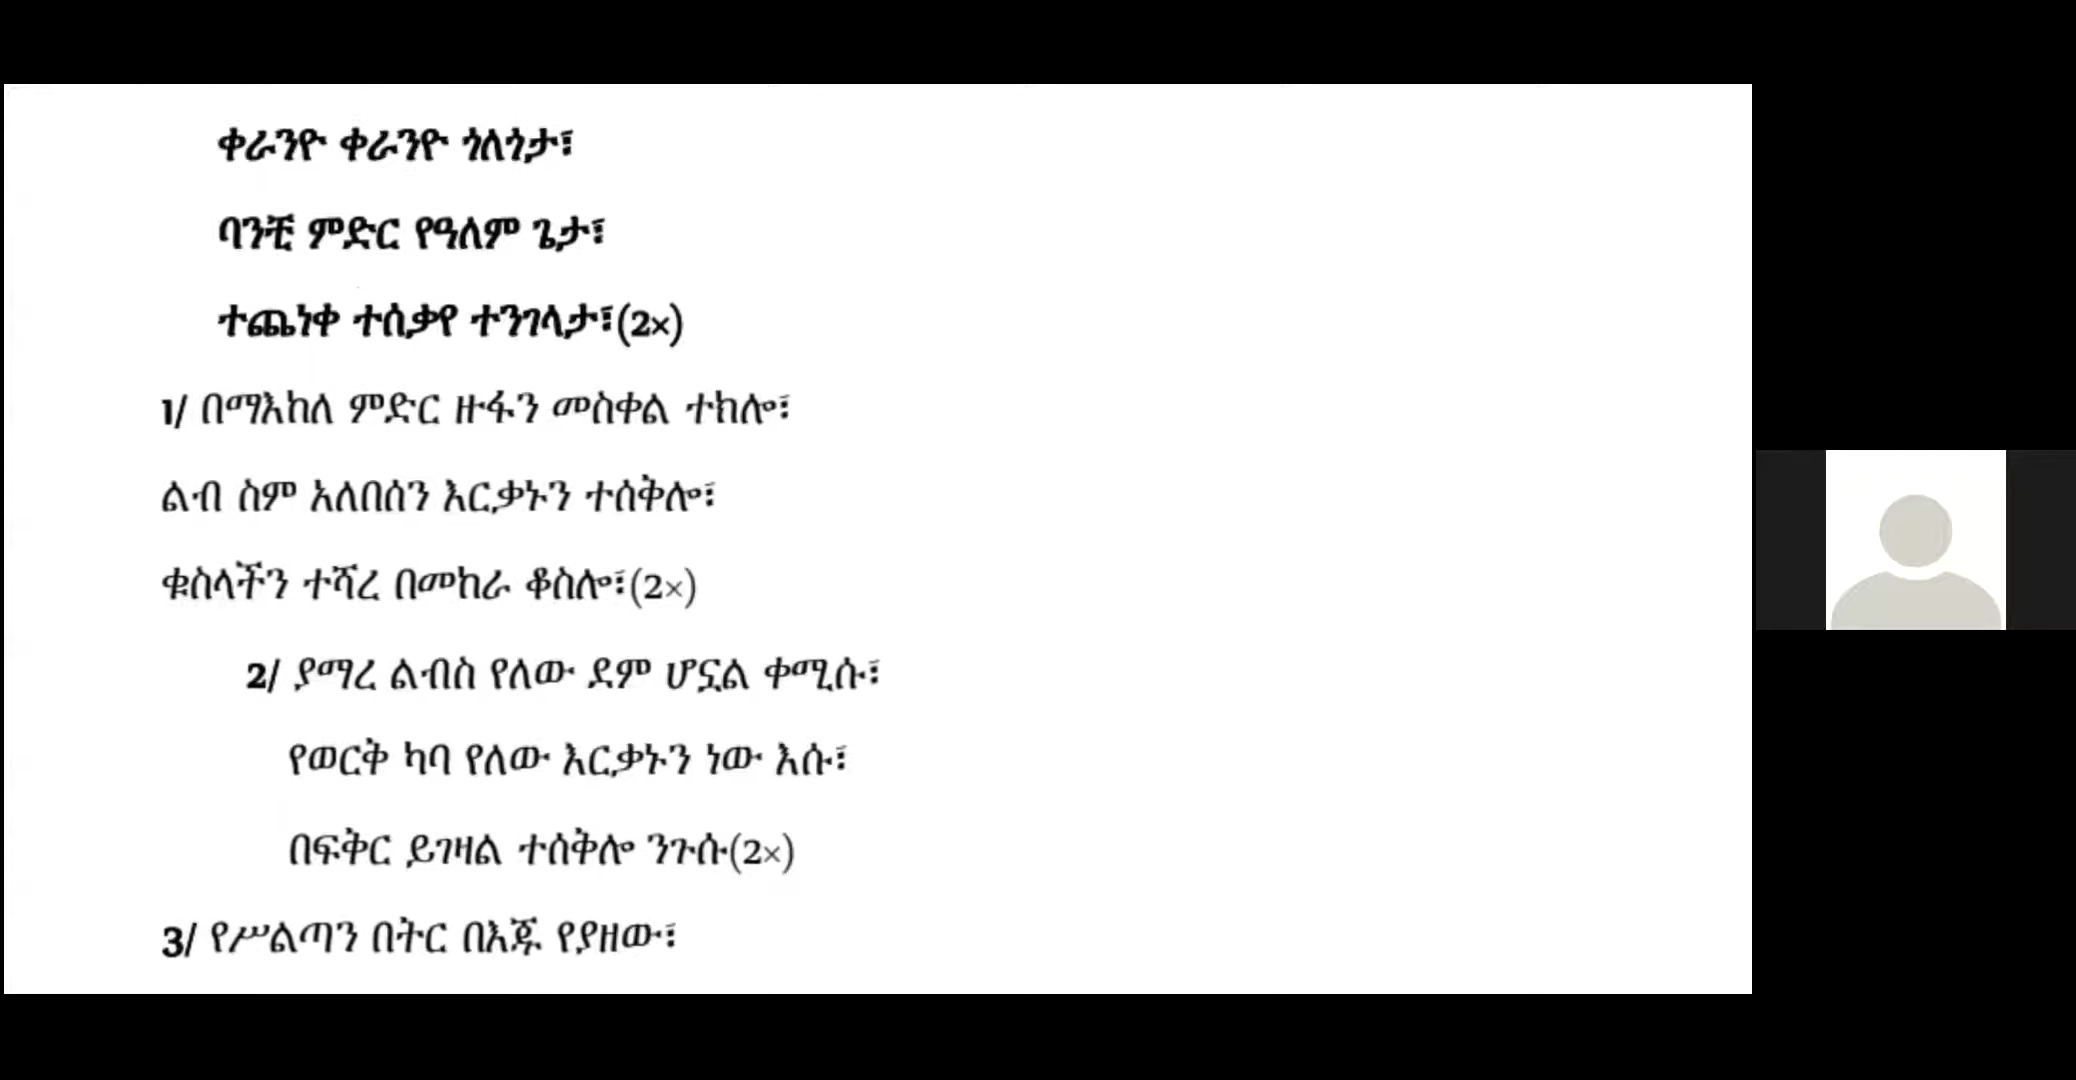 ቀራንዮ ቀራንዮ ጎለጎታ፣
ባንቺ ምድር የዓለም ጌታ፣
ተጨነቀ ተሰቃየ ተንገላታ፣(2×)
1/ በማእከለ ምድር ዙፋን መስቀል ተክሎ፣
ልብ ስም አለበሰን እርቃኑን ተሰቅሎ፣
ቁስላችን ተሻረ በመከራ ቆስሎ፣(2×)
2/ ያማረ ልብስ የለው ደም ሆኗል ቀሚሱ፣
የወርቅ ካባ የለው እርቃኑን ነው እሱ፣
በፍቅር ይገዛል ተሰቅሎ ንጉሱ(2×)
3/ የሥልጣን በትር በእጁ የያዘው፣